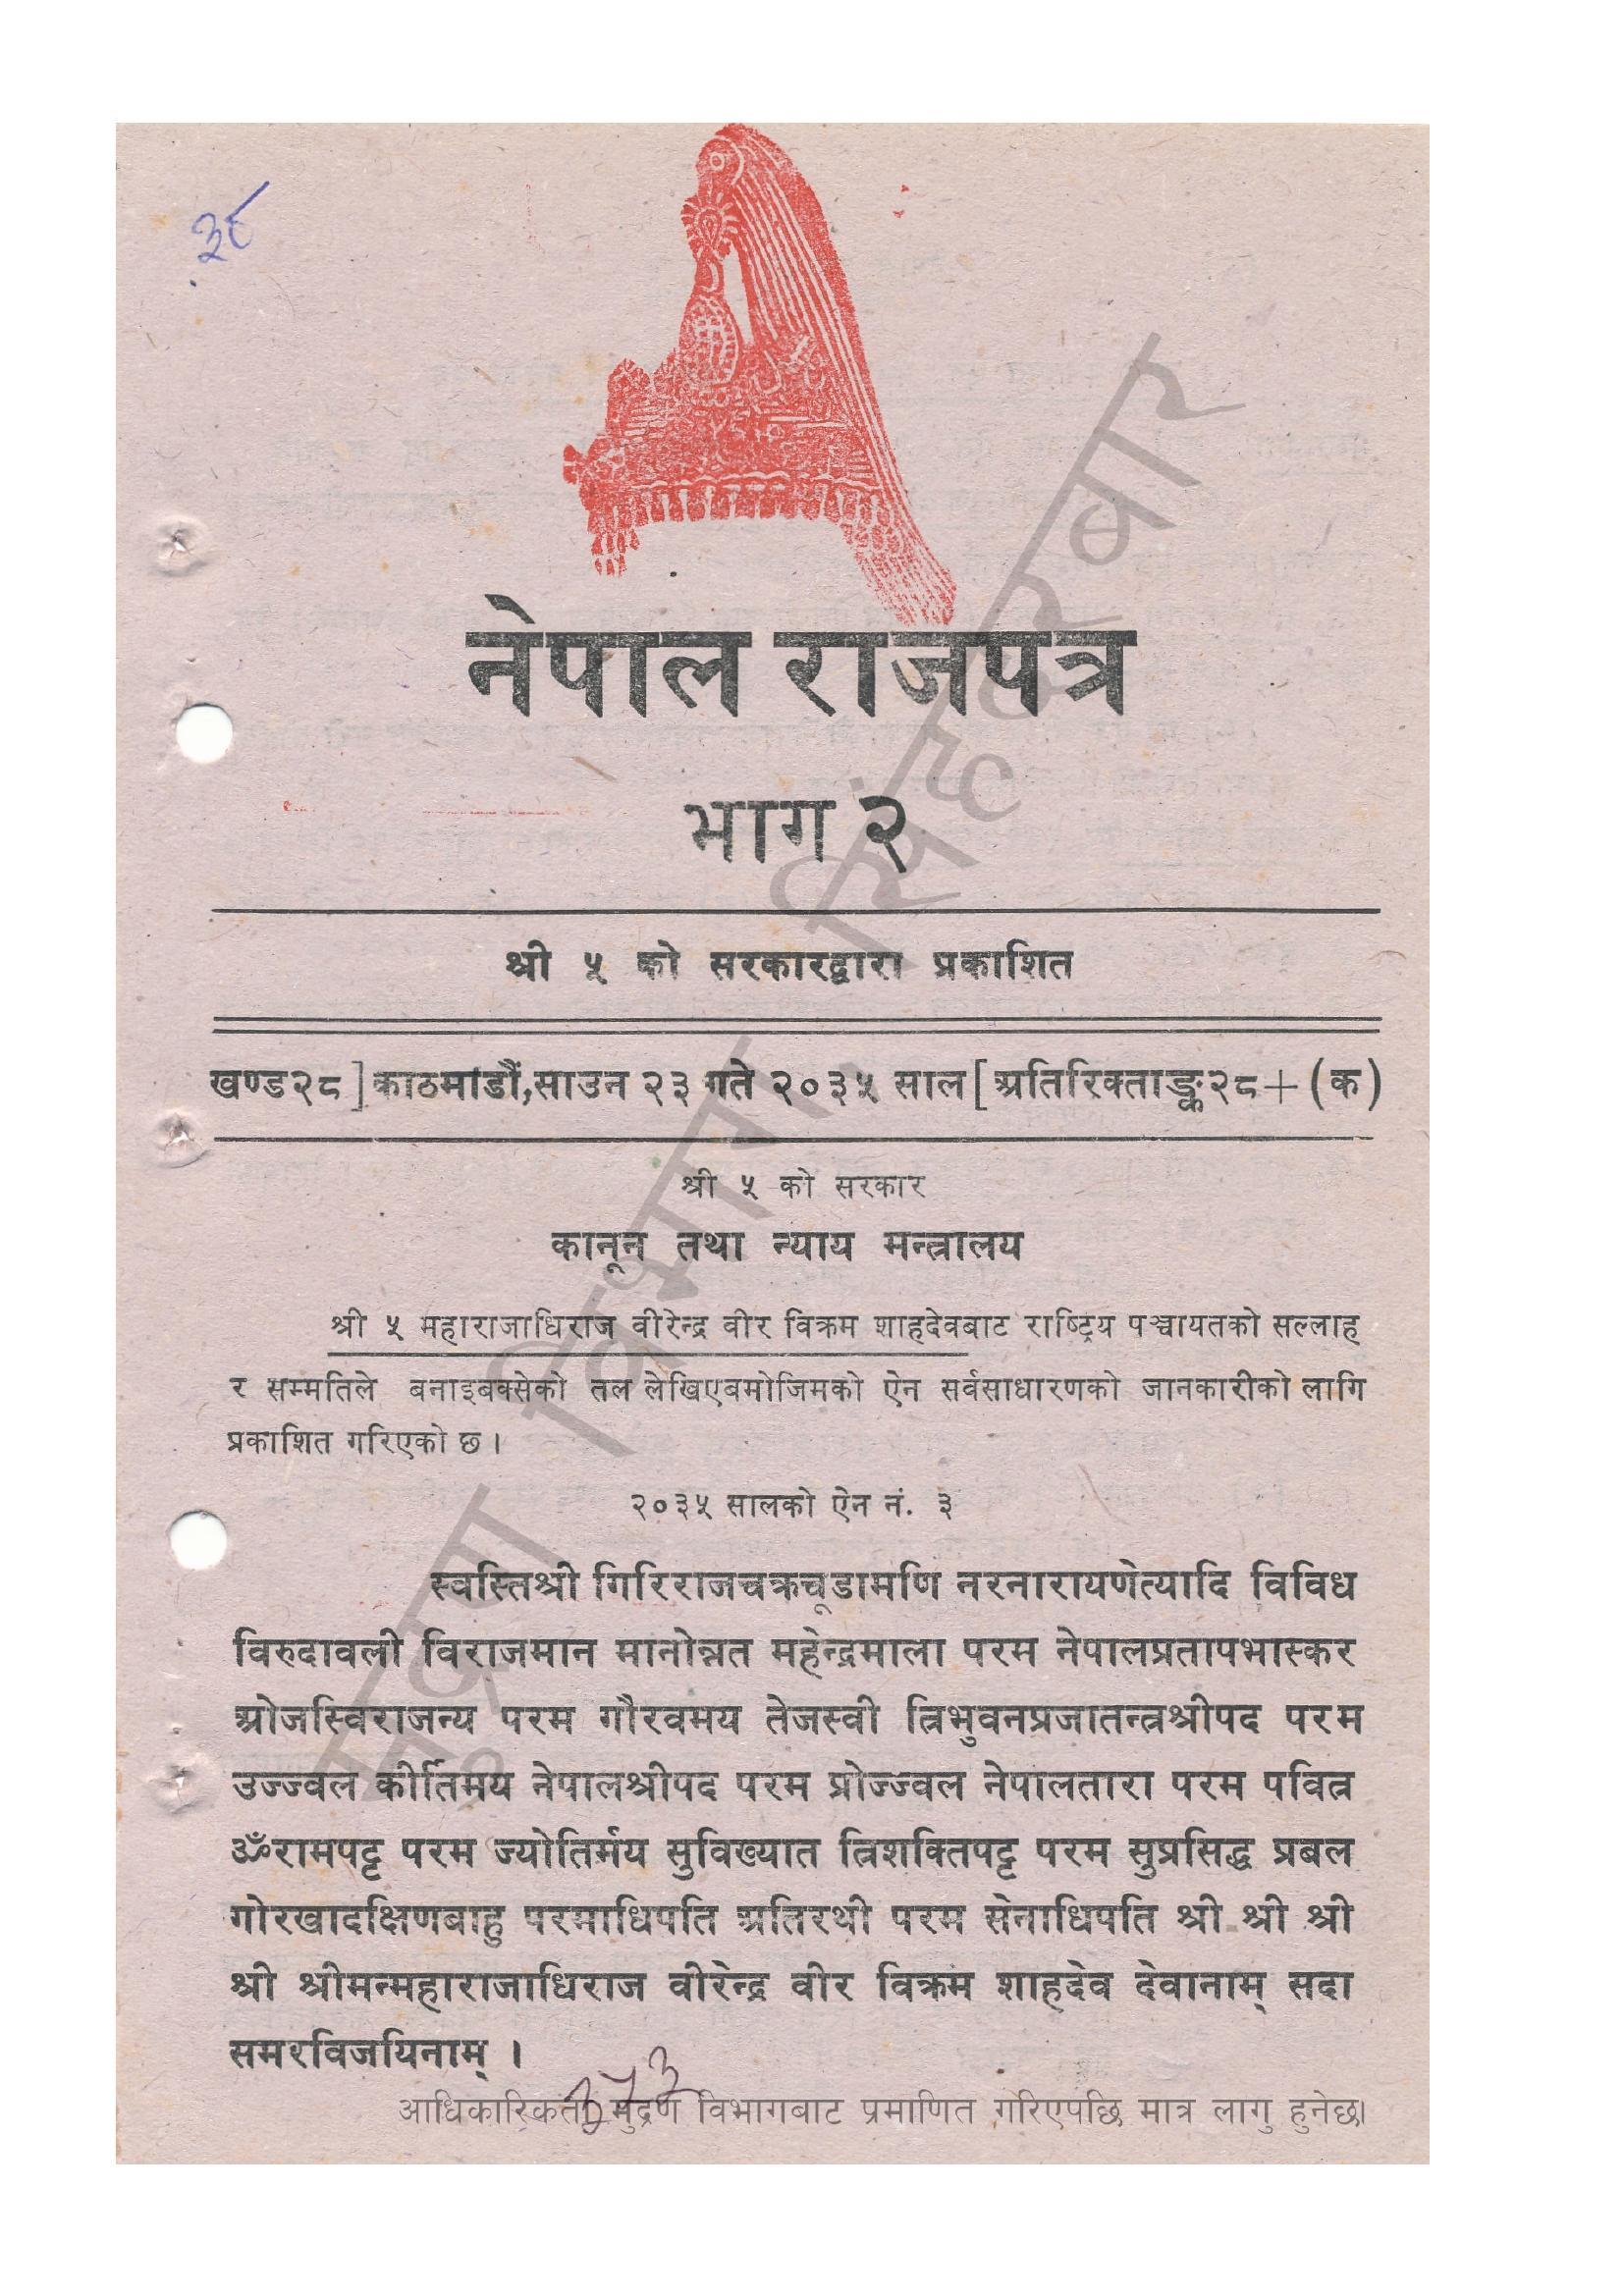 ३९
नेपाल राजपत्र
भाग २
श्री ५ को सरकारद्वारा प्रकाशित
खण्ड२८] काठमाडौं,साउन २३ गते २०३५ साल [अतिरिक्ताङ्क२८+(क)
श्री ५ को सरकार
कानून तथा न्याय मन्त्रालय
श्री ५ महाराजाधिराज वीरेन्द्र वीर विक्रम शाहदेवबाट राष्ट्रिय पञ्चायतको सल्लाह
र सम्मतिले बनाइबक्सेको तल लेखिएबमोजिमको ऐन सर्वसाधारणको जानकारीको लागि
प्रकाशित गरिएको छ ।
२०३५ सालको ऐन नं. ३
स्वस्तिश्री गिरिराजचक्रचूडामणि नरनारायणेत्यादि विविध
विरुदावली विराजमान मानोन्नत महेन्द्रमाला परम नेपालप्रतापभास्कर
ओजस्विराजन्य परम गौरवमय तेजस्वी त्रिभुवनप्रजातन्त्रश्रीपद परम
उज्ज्वल कीर्तिमय नेपालश्रीपद परम प्रोज्ज्वल नेपालतारा परम पवित्र
ॐरामपट्ट परम ज्योतिर्मय सुविख्यात त्रिशक्तिपट्ट परम सुप्रसिद्ध प्रबल
गोरखादक्षिणबाहु परमाधिपति अतिरथी परम सेनाधिपति श्री श्री श्री
श्री श्रीमन्महाराजाधिराज वीरेन्द्र वीर विक्रम शाहदेव देवानाम् सदा
समरविजयिनाम् ।
३५३
आधिकारिकता मुद्रण विभागबाट प्रमाणित गरिएपछि मात्र लागु हुनेछ।
मुद्रण विभाग, सिंहदरबार